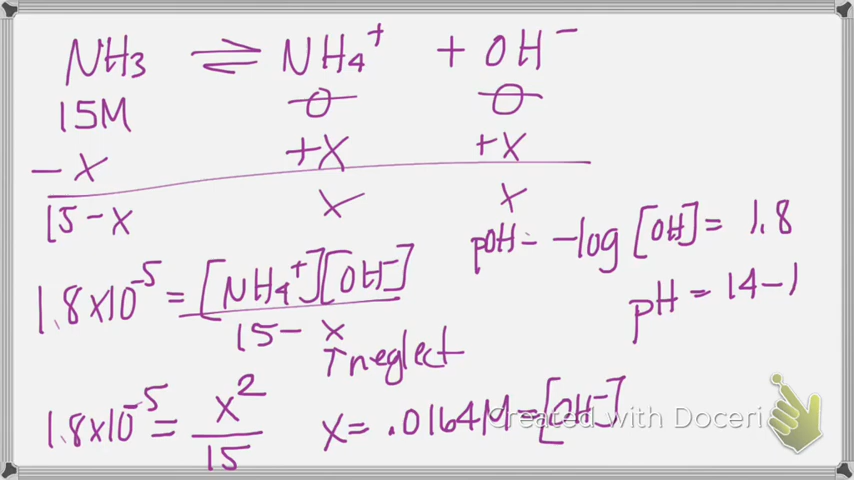 NH3 ⇌ NH4+ + OH−
15M 0 0
−x +x +x
15−x x x
pOH = −log [OH] = 1.8
1.8x10^-5 = [NH4+][OH−] / 15−x
pH = 14−1
↑neglect
1.8x10^-5 = x^2 / 15
x = .0164M = [OH−]
Created with Doceri